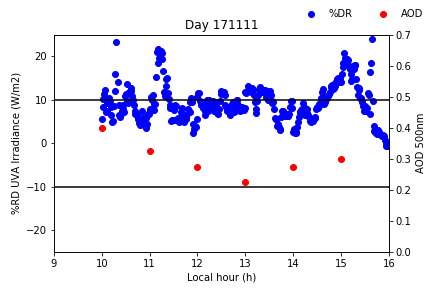 %DR AOD
Day 171111
%RD UVA Irradiance (W/m2)
20
10
0
−10
−20
0.7
0.6
0.5
0.4
0.3
0.2
0.1
0.0
AOD 500nm
9 10 11 12 13 14 15 16
Local hour (h)